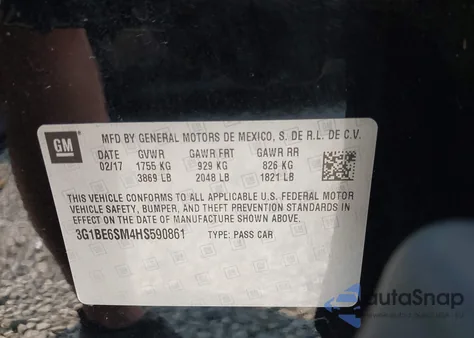 GM
MFD BY GENERAL MOTORS DE MEXICO, S. DE R.L. DE C.V.
DATE GVWR GAWR FRT GAWR RR
02/17 1755 KG 929 KG 826 KG
3869 LB 2048 LB 1821 LB
THIS VEHICLE CONFORMS TO ALL APPLICABLE U.S. FEDERAL MOTOR
VEHICLE SAFETY, BUMPER, AND THEFT PREVENTION STANDARDS IN
EFFECT ON THE DATE OF MANUFACTURE SHOWN ABOVE.
3G1BE6SM4HS590861 TYPE: PASS CAR
autaSnap